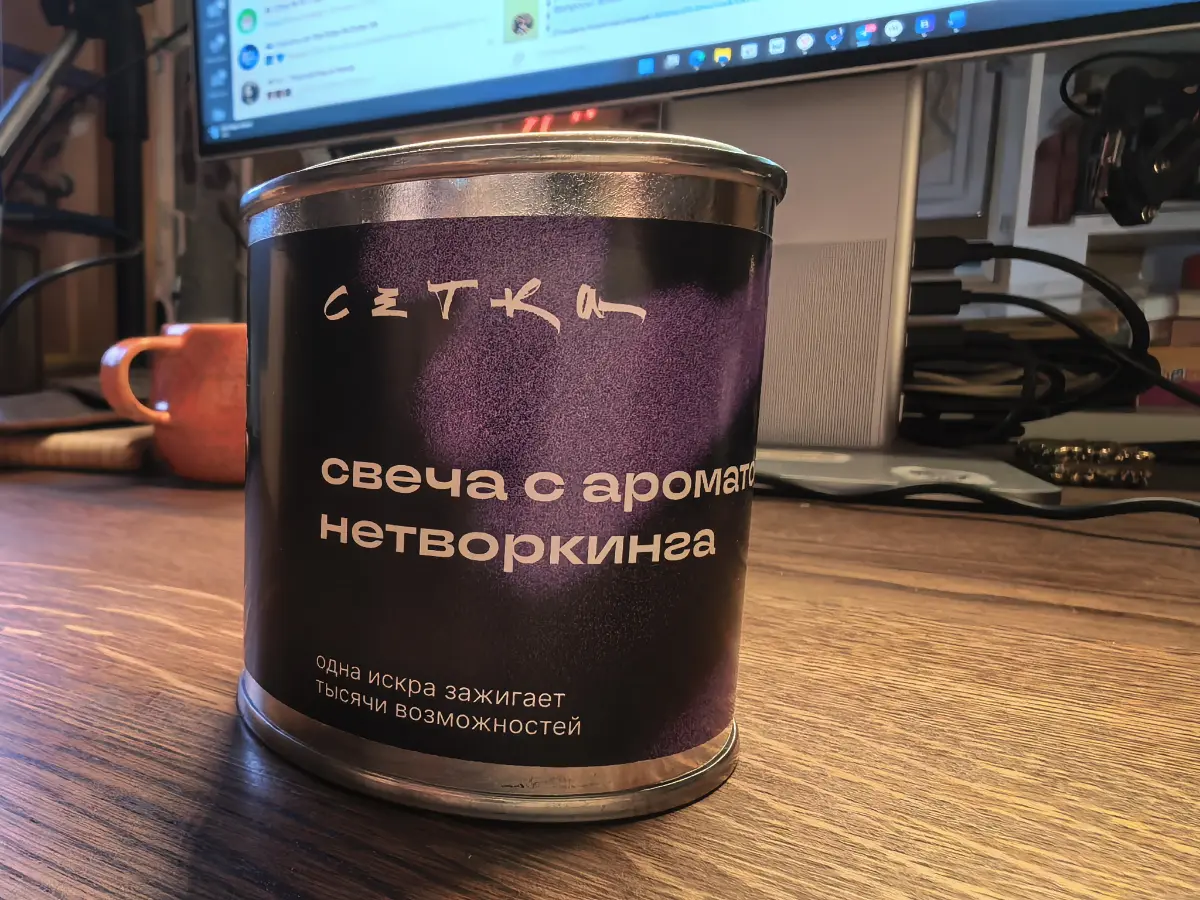 сетка
свеча с аромато
нетворкинга
одна искра зажигает
тысячи возможностей